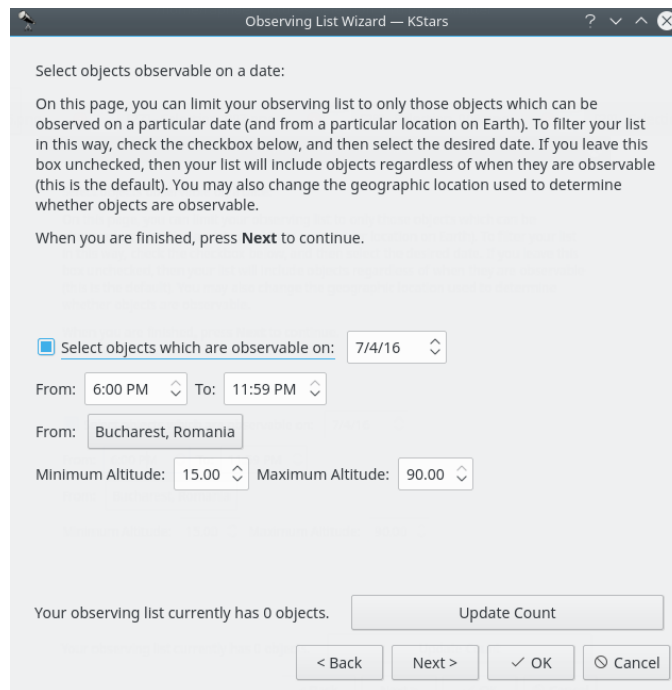 Observing List Wizard — KStars
Select objects observable on a date:
On this page, you can limit your observing list to only those objects which can be
observed on a particular date (and from a particular location on Earth). To filter your list
in this way, check the checkbox below, and then select the desired date. If you leave this
box unchecked, then your list will include objects regardless of when they are observable
(this is the default). You may also change the geographic location used to determine
whether objects are observable.
When you are finished, press Next to continue.
Select objects which are observable on: 7/4/16
From: 6:00 PM To: 11:59 PM
From: Bucharest, Romania
Minimum Altitude: 15.00 Maximum Altitude: 90.00
Your observing list currently has 0 objects. Update Count
< Back Next > OK Cancel